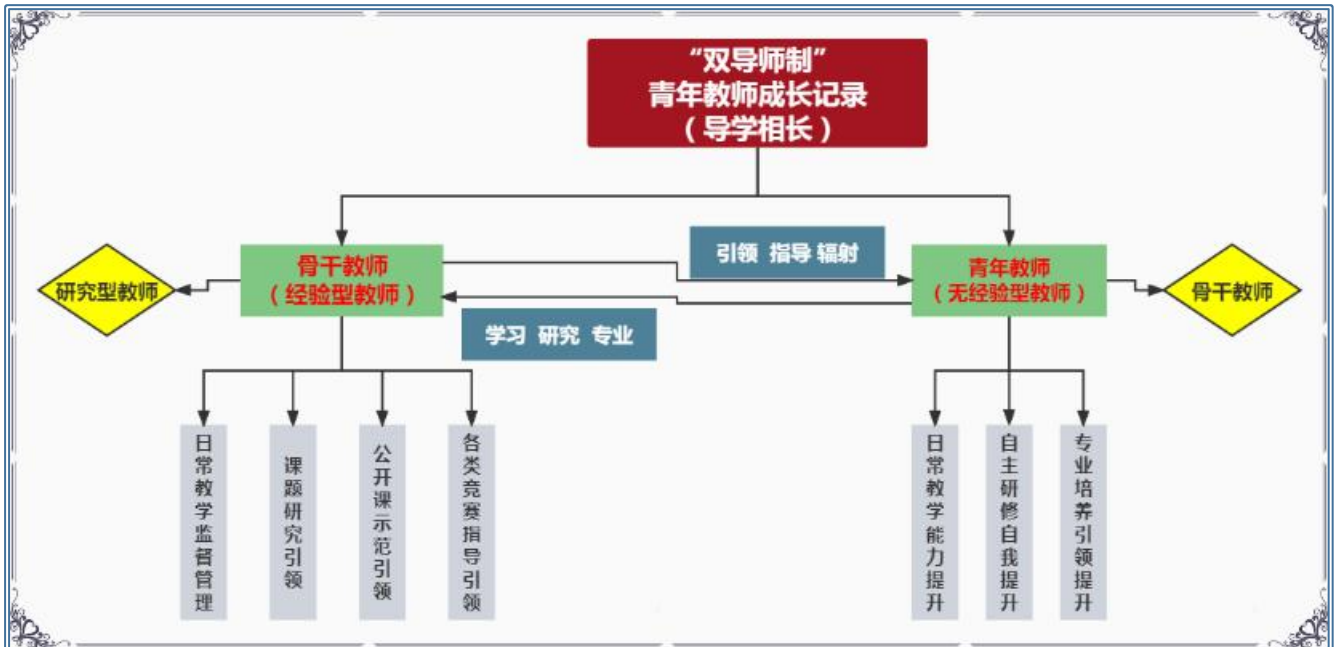 “双导师制”
青年教师成长记录
（导学相长）
引领 指导 辐射
骨干教师
（经验型教师）
青年教师
（无经验型教师）
研究型教师
骨干教师
学习 研究 专业
日常教学监督管理
课题研究引领
公开课示范引领
各类竞赛指导引领
日常教学能力提升
自主研修自我提升
专业培养引领提升